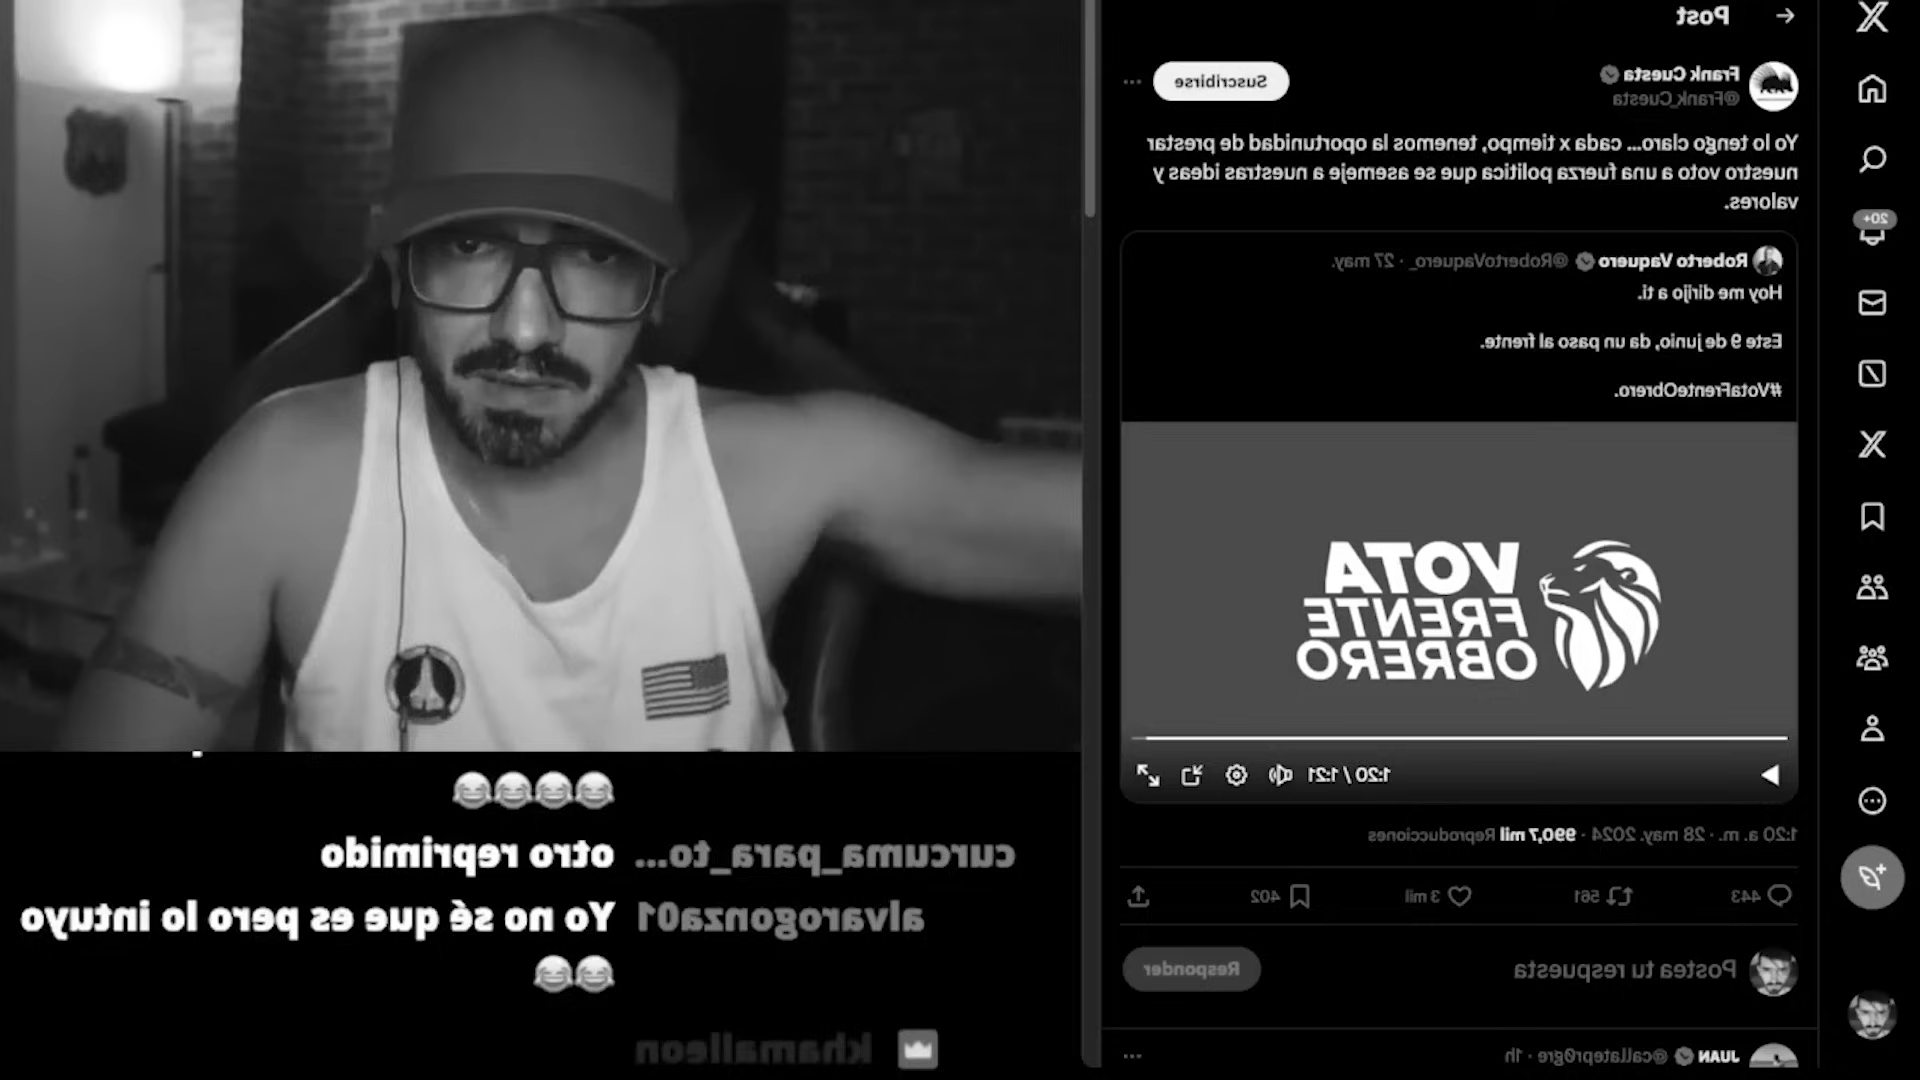 Post
Frank Cuesta
@Frank_Cuesta
Suscribirse
Yo lo tengo claro... cada x tiempo, tenemos la oportunidad de prestar
nuestro voto a una fuerza política que se asemeje a nuestras ideas y
valores.
20+
Roberto Vaquero @RobertoVaquero_ · 27 may.
Hoy me dirijo a ti.
Este 9 de junio, da un paso al frente.
#VotaFrenteObrero.
VOTA
FRENTE
OBRERO
1:20 / 1:21
1:20 a. m. · 28 may. 2024 · 990,7 mil Reproducciones
443
561
3 mil
402
Postea tu respuesta
Responder
JUAN @callatepr0gre · 1h
curcuma_para_to... otro reprimido
alvarogonza01 Yo no sé que es pero lo intuyo
khamalleon